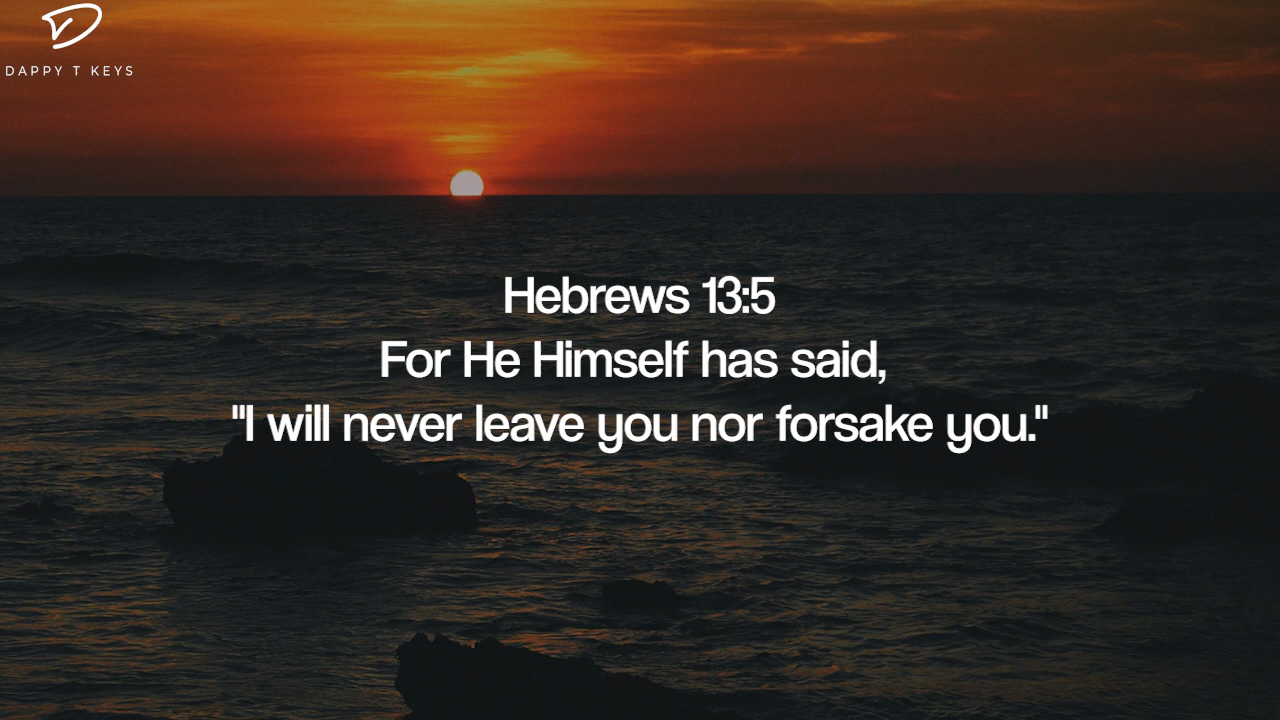 DAPPY T KEYS
Hebrews 13:5
For He Himself has said,
"I will never leave you nor forsake you."